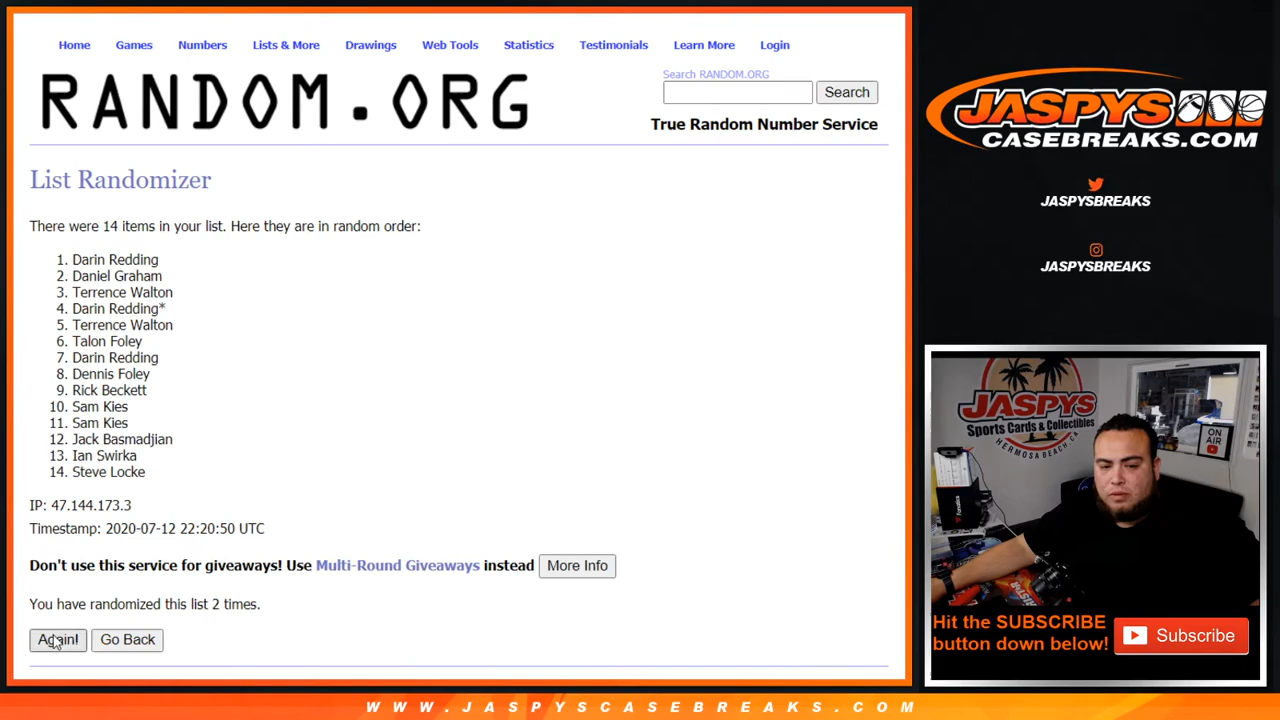 Home Games Numbers Lists & More Drawings Web Tools Statistics Testimonials Learn More Login
RANDOM.ORG
Search RANDOM.ORG
Search
True Random Number Service
List Randomizer
There were 14 items in your list. Here they are in random order:
1. Darin Redding
2. Daniel Graham
3. Terrence Walton
4. Darin Redding*
5. Terrence Walton
6. Talon Foley
7. Darin Redding
8. Dennis Foley
9. Rick Beckett
10. Sam Kies
11. Sam Kies
12. Jack Basmadjian
13. Ian Swirka
14. Steve Locke
IP: 47.144.173.3
Timestamp: 2020-07-12 22:20:50 UTC
Don't use this service for giveaways! Use Multi-Round Giveaways instead More Info
You have randomized this list 2 times.
Again! Go Back
JASPYS
CASEBREAKS.COM
JASPYSBREAKS
JASPYSBREAKS
JASPYS
Sports Cards & Collectibles
HERMOSA BEACH, CA
ON
AIR
Fanatics
Hit the SUBSCRIBE
button down below!
Subscribe
WWW.JASPYSCASEBREAKS.COM